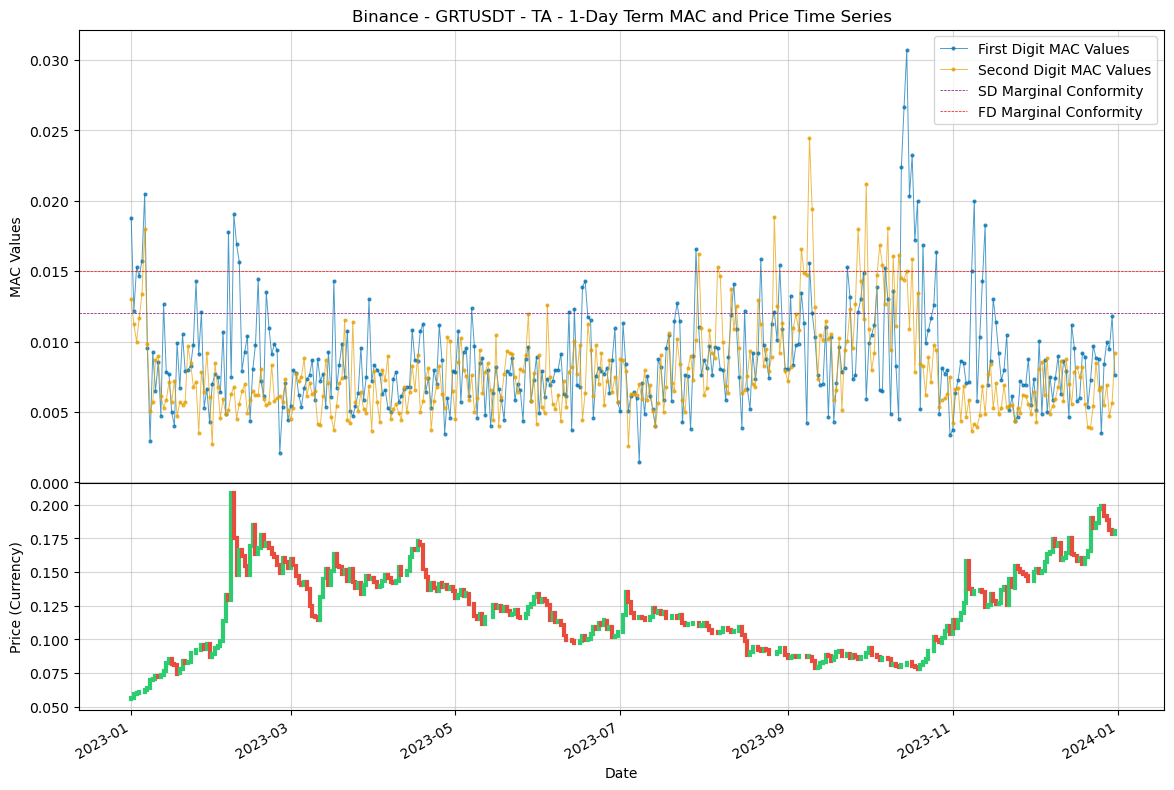 Binance - GRTUSDT - TA - 1-Day Term MAC and Price Time Series
First Digit MAC Values
Second Digit MAC Values
SD Marginal Conformity
FD Marginal Conformity
MAC Values
0.030
0.025
0.020
0.015
0.010
0.005
0.000
Price (Currency)
0.200
0.175
0.150
0.125
0.100
0.075
0.050
2023-01
2023-03
2023-05
2023-07
2023-09
2023-11
2024-01
Date